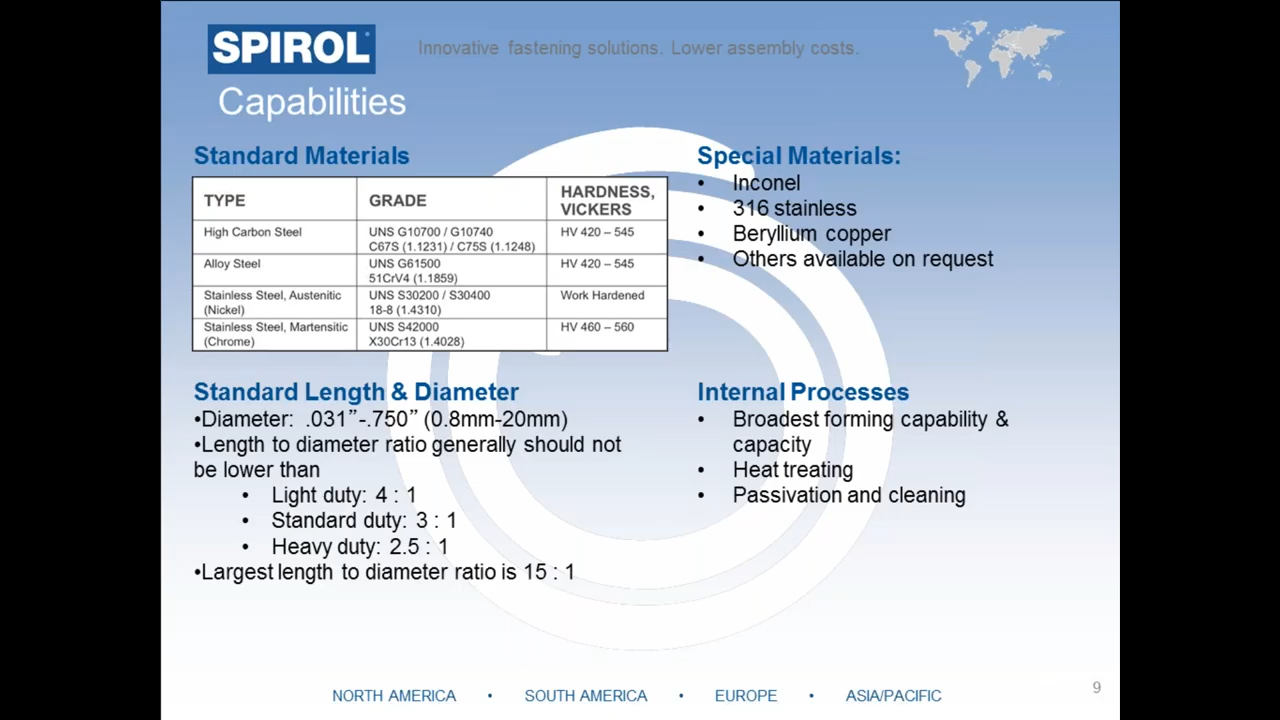 SPIROL
Innovative fastening solutions. Lower assembly costs.
Capabilities
Standard Materials
TYPE GRADE HARDNESS, VICKERS
High Carbon Steel UNS G10700 / G10740 HV 420 – 545
C67S (1.1231) / C75S (1.1248)
Alloy Steel UNS G61500 HV 420 – 545
51CrV4 (1.1859)
Stainless Steel, Austenitic UNS S30200 / S30400 Work Hardened
(Nickel) 18-8 (1.4310)
Stainless Steel, Martensitic UNS S42000 HV 460 – 560
(Chrome) X30Cr13 (1.4028)
Special Materials:
• Inconel
• 316 stainless
• Beryllium copper
• Others available on request
Standard Length & Diameter
•Diameter: .031”-.750” (0.8mm-20mm)
•Length to diameter ratio generally should not
be lower than
• Light duty: 4 : 1
• Standard duty: 3 : 1
• Heavy duty: 2.5 : 1
•Largest length to diameter ratio is 15 : 1
Internal Processes
• Broadest forming capability &
capacity
• Heat treating
• Passivation and cleaning
NORTH AMERICA • SOUTH AMERICA • EUROPE • ASIA/PACIFIC
9